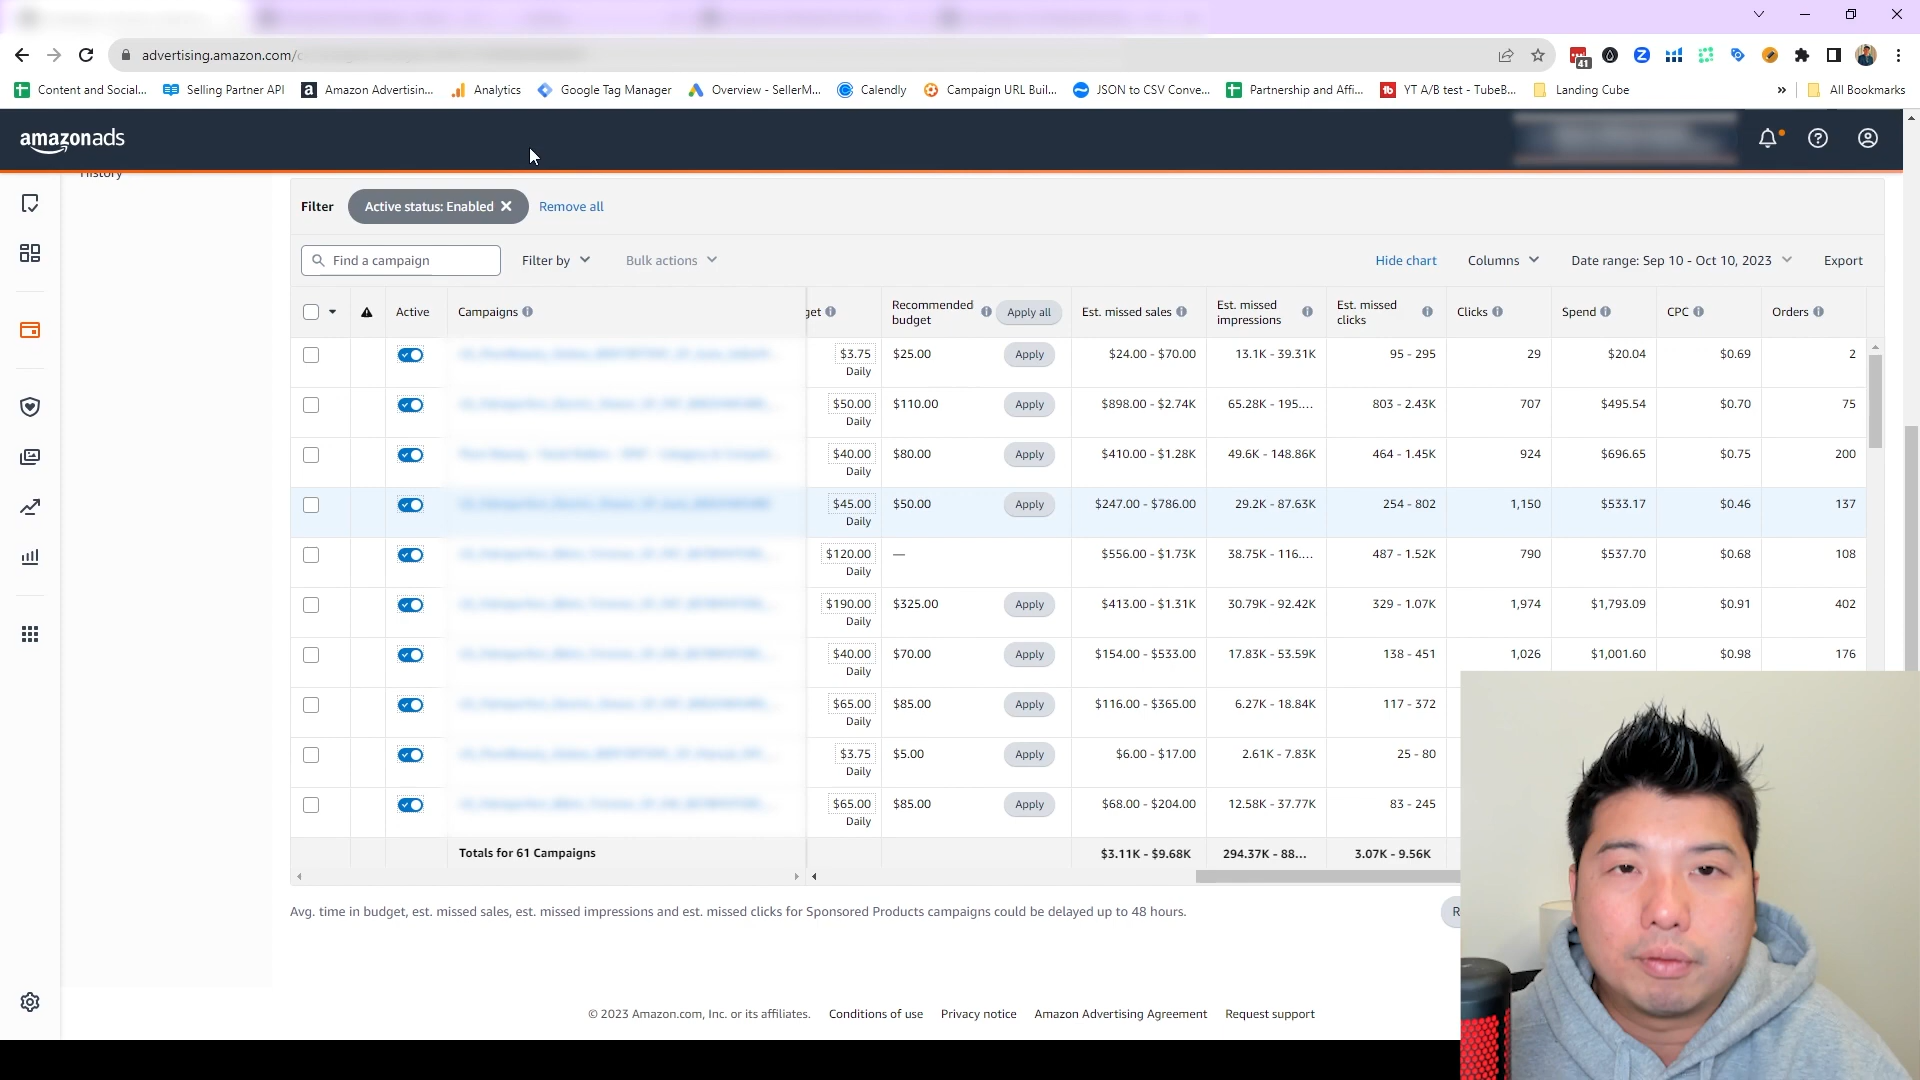 advertising.amazon.com/
41
Content and Social...
Selling Partner API
Amazon Advertisin...
Analytics
Google Tag Manager
Overview - SellerM...
Calendly
Campaign URL Buil...
JSON to CSV Conve...
Partnership and Affi...
YT A/B test - TubeB...
Landing Cube
»
All Bookmarks
amazonads
History
Filter
Active status: Enabled
Remove all
Find a campaign
Filter by
Bulk actions
Hide chart
Columns
Date range: Sep 10 - Oct 10, 2023
Export
Active
Campaigns
get
Recommended budget
Apply all
Est. missed sales
Est. missed impressions
Est. missed clicks
Clicks
Spend
CPC
Orders
$3.75 Daily $25.00 Apply $24.00 - $70.00 13.1K - 39.31K 95 - 295 29 $20.04 $0.69 2
$50.00 Daily $110.00 Apply $898.00 - $2.74K 65.28K - 195.... 803 - 2.43K 707 $495.54 $0.70 75
$40.00 Daily $80.00 Apply $410.00 - $1.28K 49.6K - 148.86K 464 - 1.45K 924 $696.65 $0.75 200
$45.00 Daily $50.00 Apply $247.00 - $786.00 29.2K - 87.63K 254 - 802 1,150 $533.17 $0.46 137
$120.00 Daily — $556.00 - $1.73K 38.75K - 116.... 487 - 1.52K 790 $537.70 $0.68 108
$190.00 Daily $325.00 Apply $413.00 - $1.31K 30.79K - 92.42K 329 - 1.07K 1,974 $1,793.09 $0.91 402
$40.00 Daily $70.00 Apply $154.00 - $533.00 17.83K - 53.59K 138 - 451 1,026 $1,001.60 $0.98 176
$65.00 Daily $85.00 Apply $116.00 - $365.00 6.27K - 18.84K 117 - 372
$3.75 Daily $5.00 Apply $6.00 - $17.00 2.61K - 7.83K 25 - 80
$65.00 Daily $85.00 Apply $68.00 - $204.00 12.58K - 37.77K 83 - 245
Totals for 61 Campaigns $3.11K - $9.68K 294.37K - 88... 3.07K - 9.56K
Avg. time in budget, est. missed sales, est. missed impressions and est. missed clicks for Sponsored Products campaigns could be delayed up to 48 hours.
R
© 2023 Amazon.com, Inc. or its affiliates.
Conditions of use
Privacy notice
Amazon Advertising Agreement
Request support